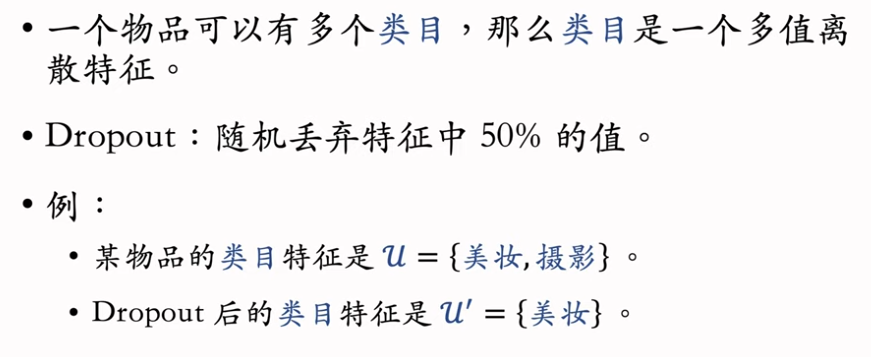 • 一个物品可以有多个类目，那么类目是一个多值离
散特征。
• Dropout：随机丢弃特征中 50% 的值。
• 例：
• 某物品的类目特征是 𝒰 = {美妆, 摄影} 。
• Dropout 后的类目特征是 𝒰′ = {美妆} 。